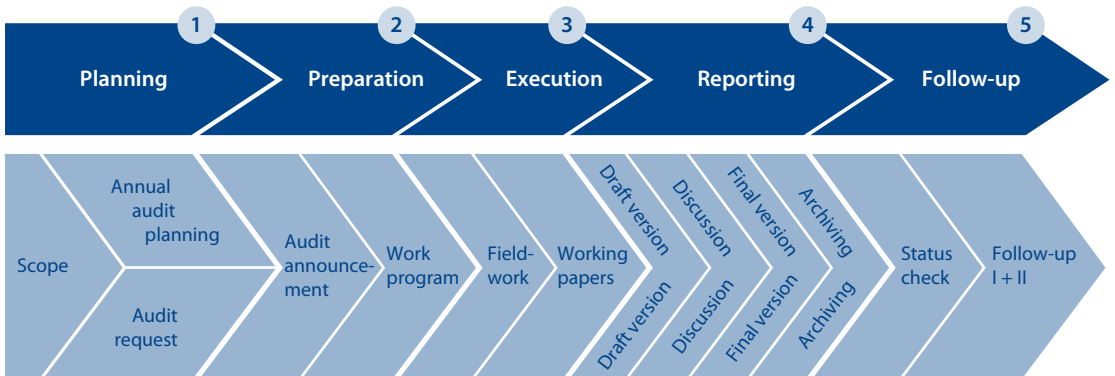 1
2
3
4
5
Planning
Preparation
Execution
Reporting
Follow-up
Scope
Annual
audit
planning
Audit
request
Audit
announce-
ment
Work
program
Field-
work
Working
papers
Draft version
Draft version
Discussion
Discussion
Final version
Final version
Archiving
Archiving
Status
check
Follow-up
I + II